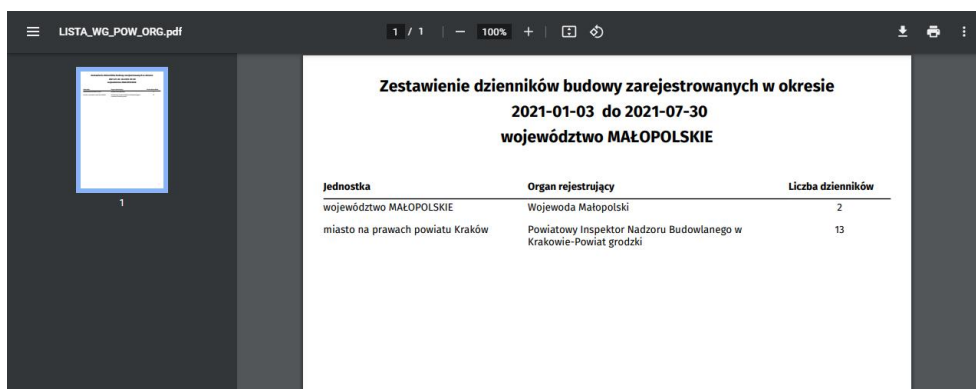 LISTA_WG_POW_ORG.pdf
1 / 1
100%
1
Zestawienie dzienników budowy zarejestrowanych w okresie
2021-01-03 do 2021-07-30
województwo MAŁOPOLSKIE
Jednostka Organ rejestrujący Liczba dzienników
województwo MAŁOPOLSKIE Wojewoda Małopolski 2
miasto na prawach powiatu Kraków Powiatowy Inspektor Nadzoru Budowlanego w 13
Krakowie-Powiat grodzki